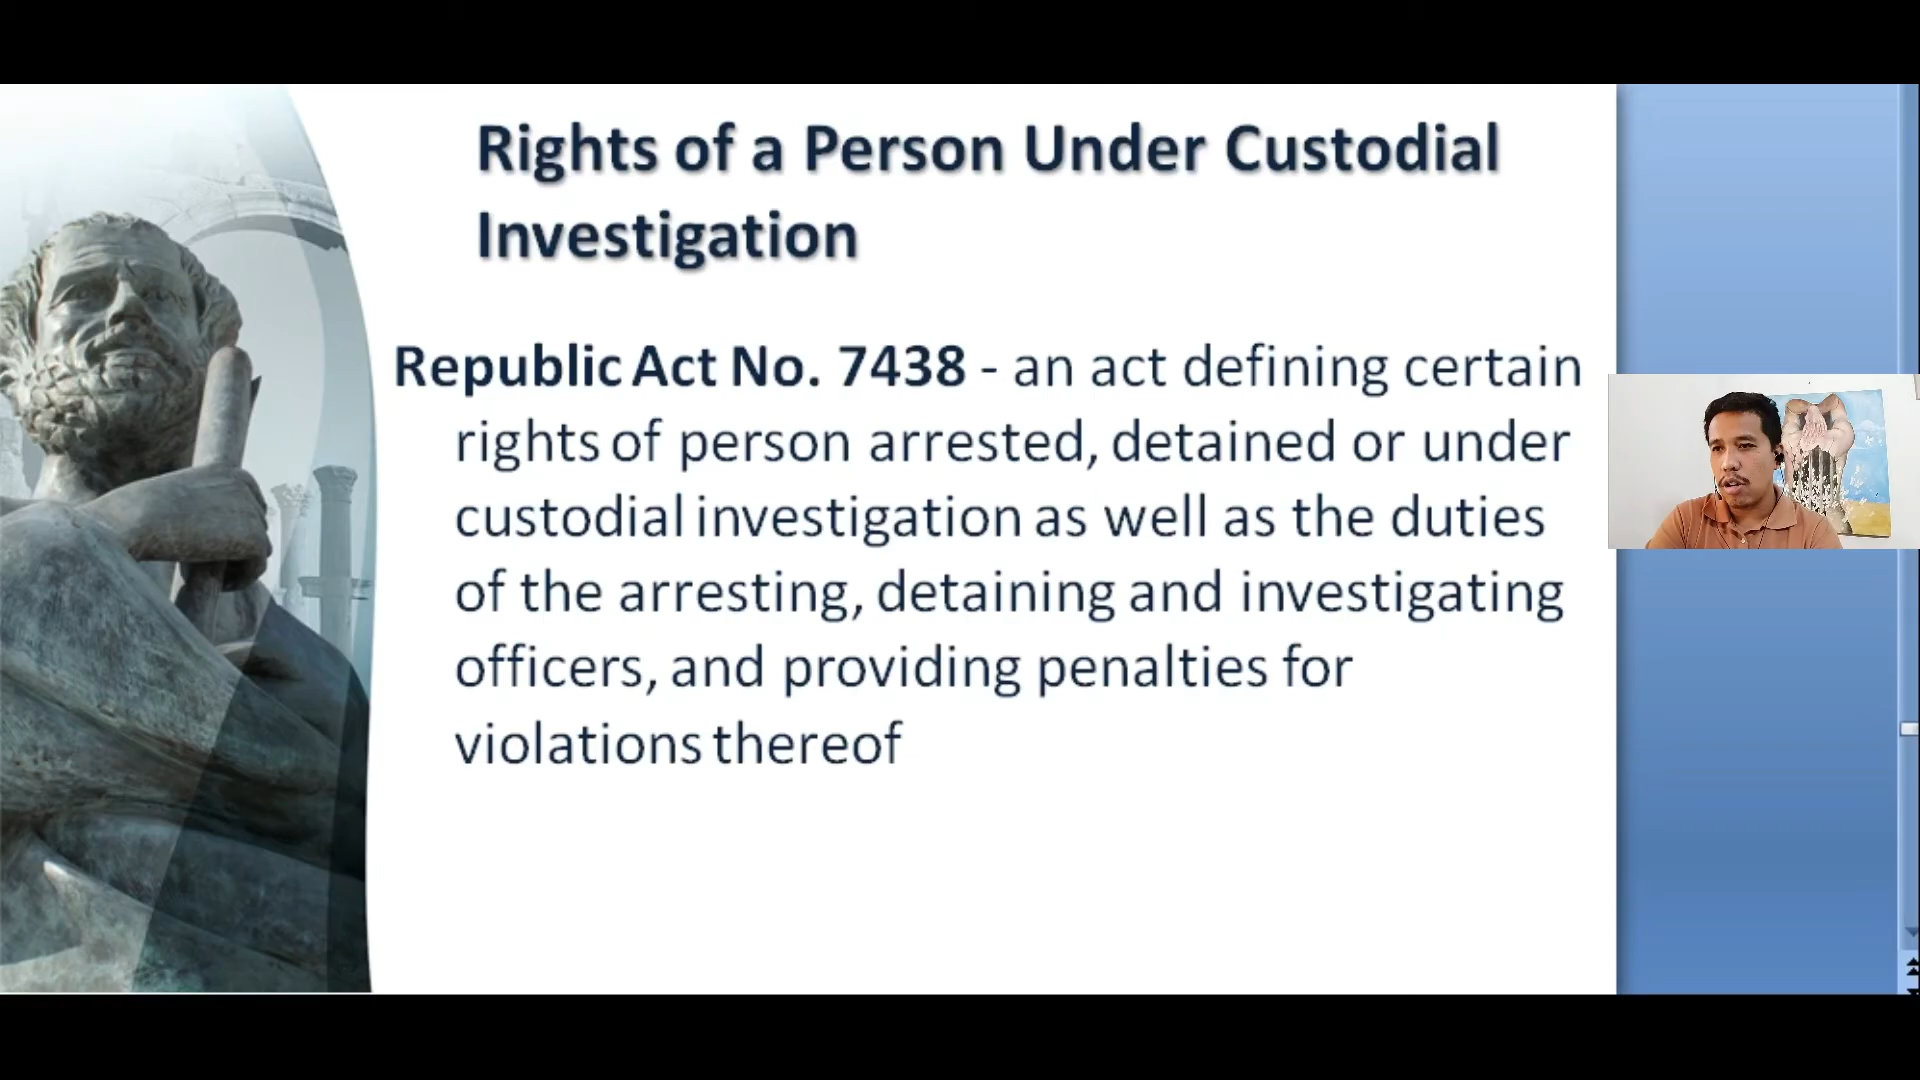 Rights of a Person Under Custodial
Investigation
Republic Act No. 7438 - an act defining certain
rights of person arrested, detained or under
custodial investigation as well as the duties
of the arresting, detaining and investigating
officers, and providing penalties for
violations thereof